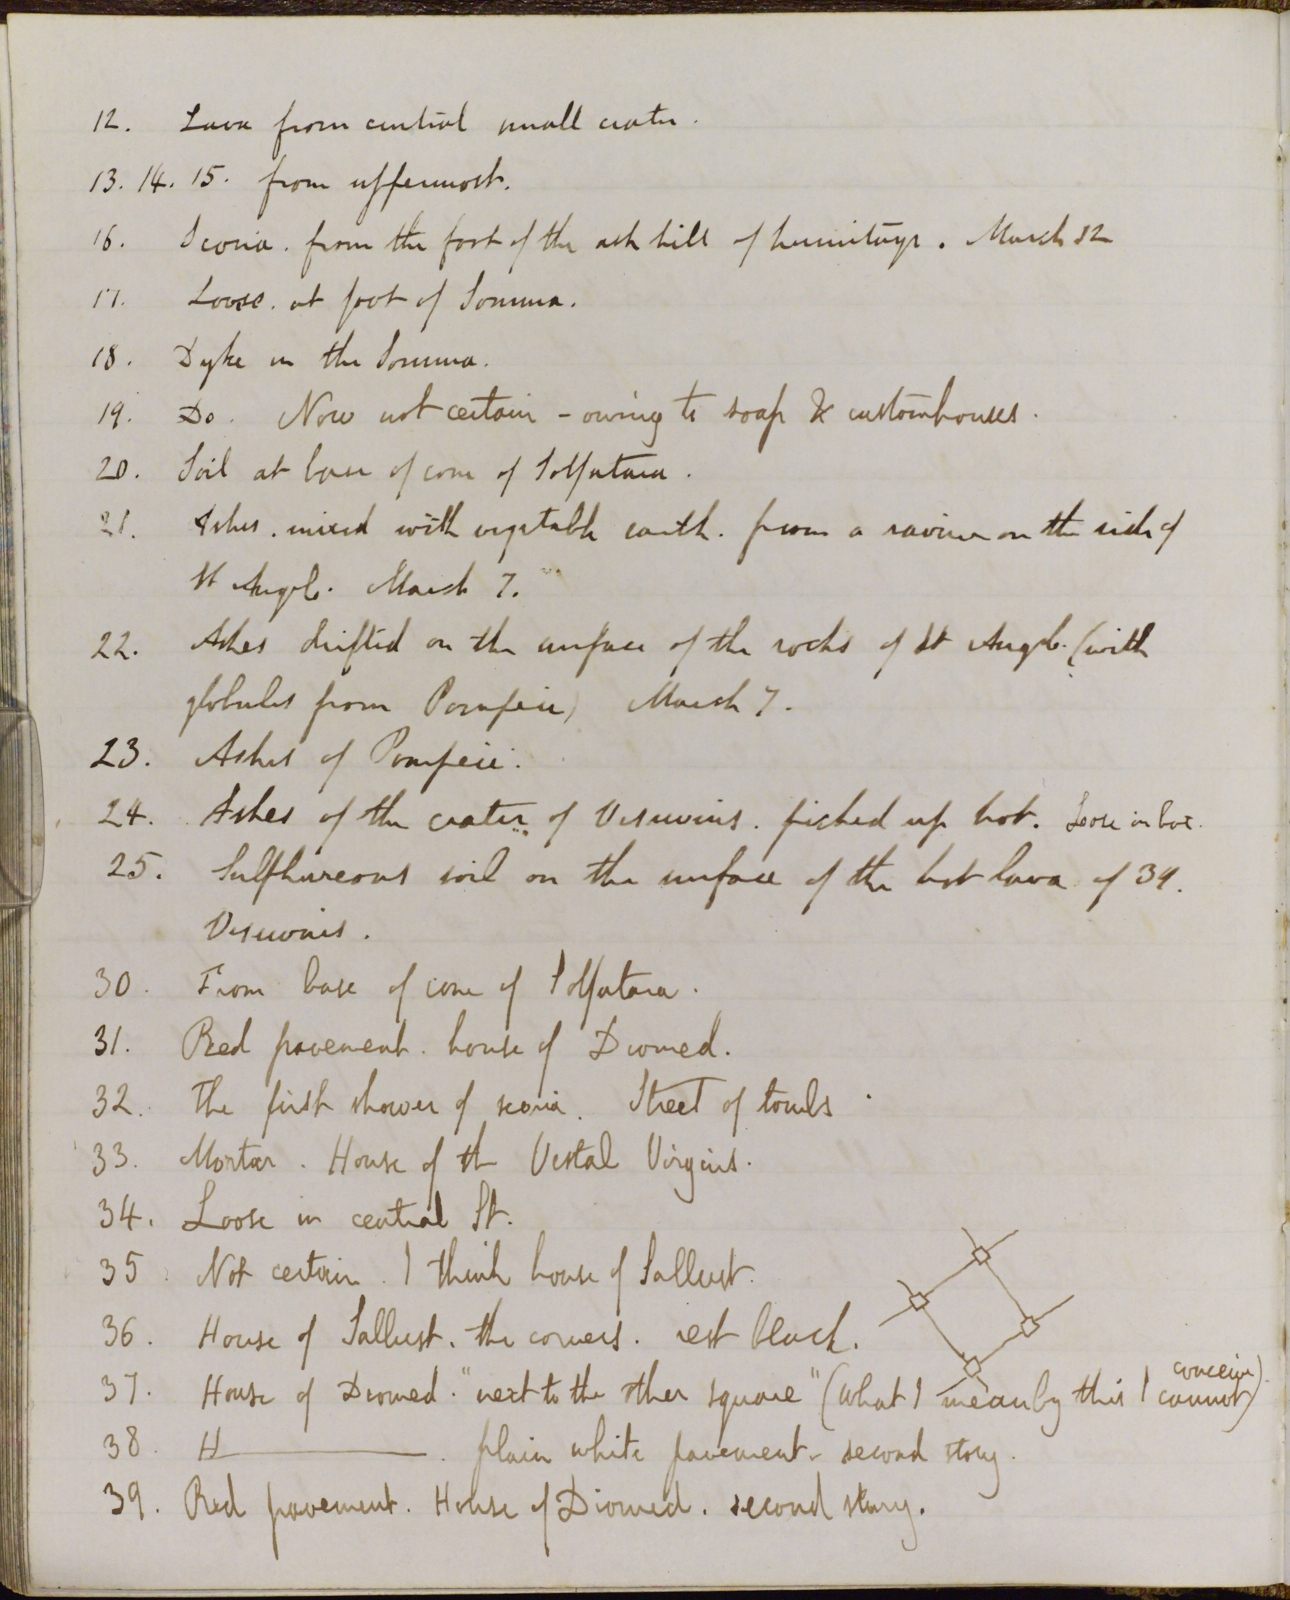 12. Lava from central small crater.
13. 14. 15. from uppermost.
16. Scoria. from the foot of the ash hill of hermitage. March 12
17. Loose. at foot of Somma.
18. Dyke in the Somma.
19. Do. Now not certain - owing to soap & customhouses.
20. Soil at base of cone of Solfatara.
21. Ashes. mixed with vegetable earth. from a ravine on the side of
St Angelo. March 7.
22. Ashes drifted on the surface of the rocks of St Angelo. (with
globules from Pompeii) March 7.
23. Ashes of Pompeii.
24. Ashes of the crater of Vesuvius. picked up hot. Loose in box.
25. Sulphureous soil on the surface of the hot lava of 39.
Vesuvius.
30. From base of cone of Solfatara.
31. Red pavement. house of Diomed.
32. The first shower of scoria. Street of tombs.
33. Mortar. House of the Vestal Virgins.
34. Loose in central St.
35. Not certain. I think house of Sallust.
36. House of Sallust. the corners. rest black.
37. House of Diomed. "next to the other square" (what I mean by this I cannot conceive).
38. H________. plain white pavement - second story.
39. Red pavement. House of Diomed. second story.